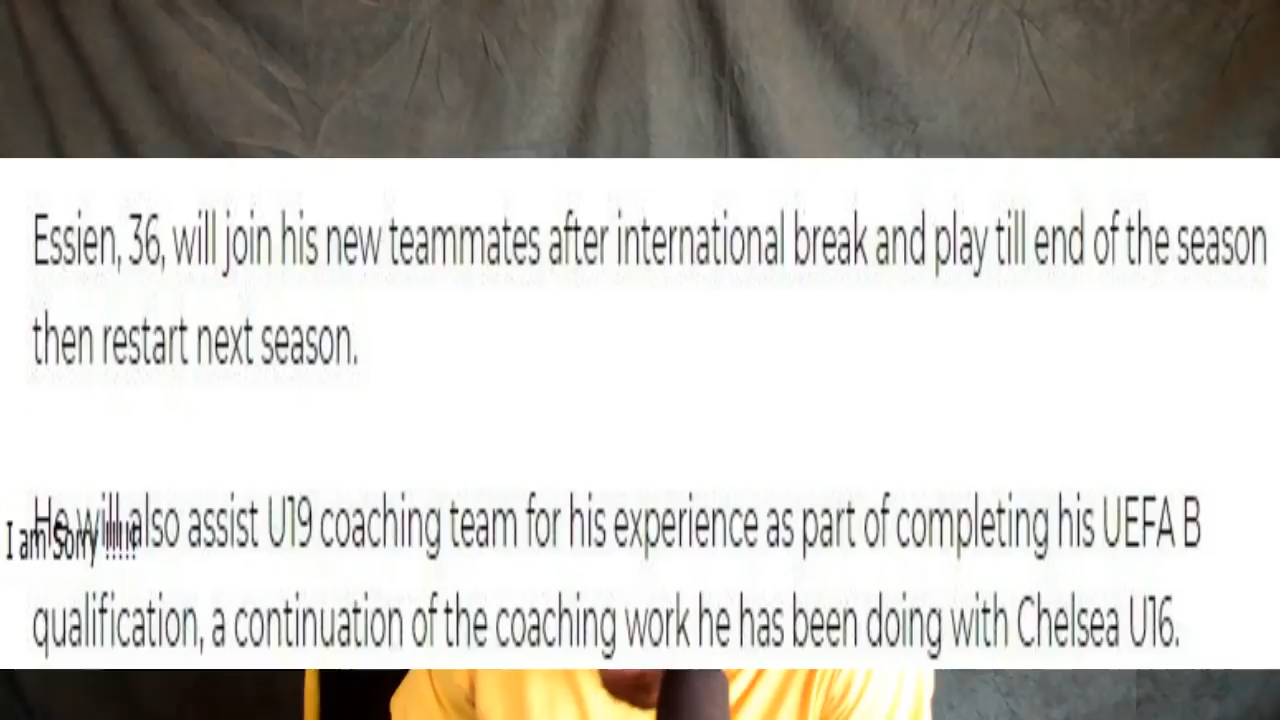 Essien, 36, will join his new teammates after international break and play till end of the season
then restart next season.
He will also assist U19 coaching team for his experience as part of completing his UEFA B
I am Sorry !!!!!!
qualification, a continuation of the coaching work he has been doing with Chelsea U16.